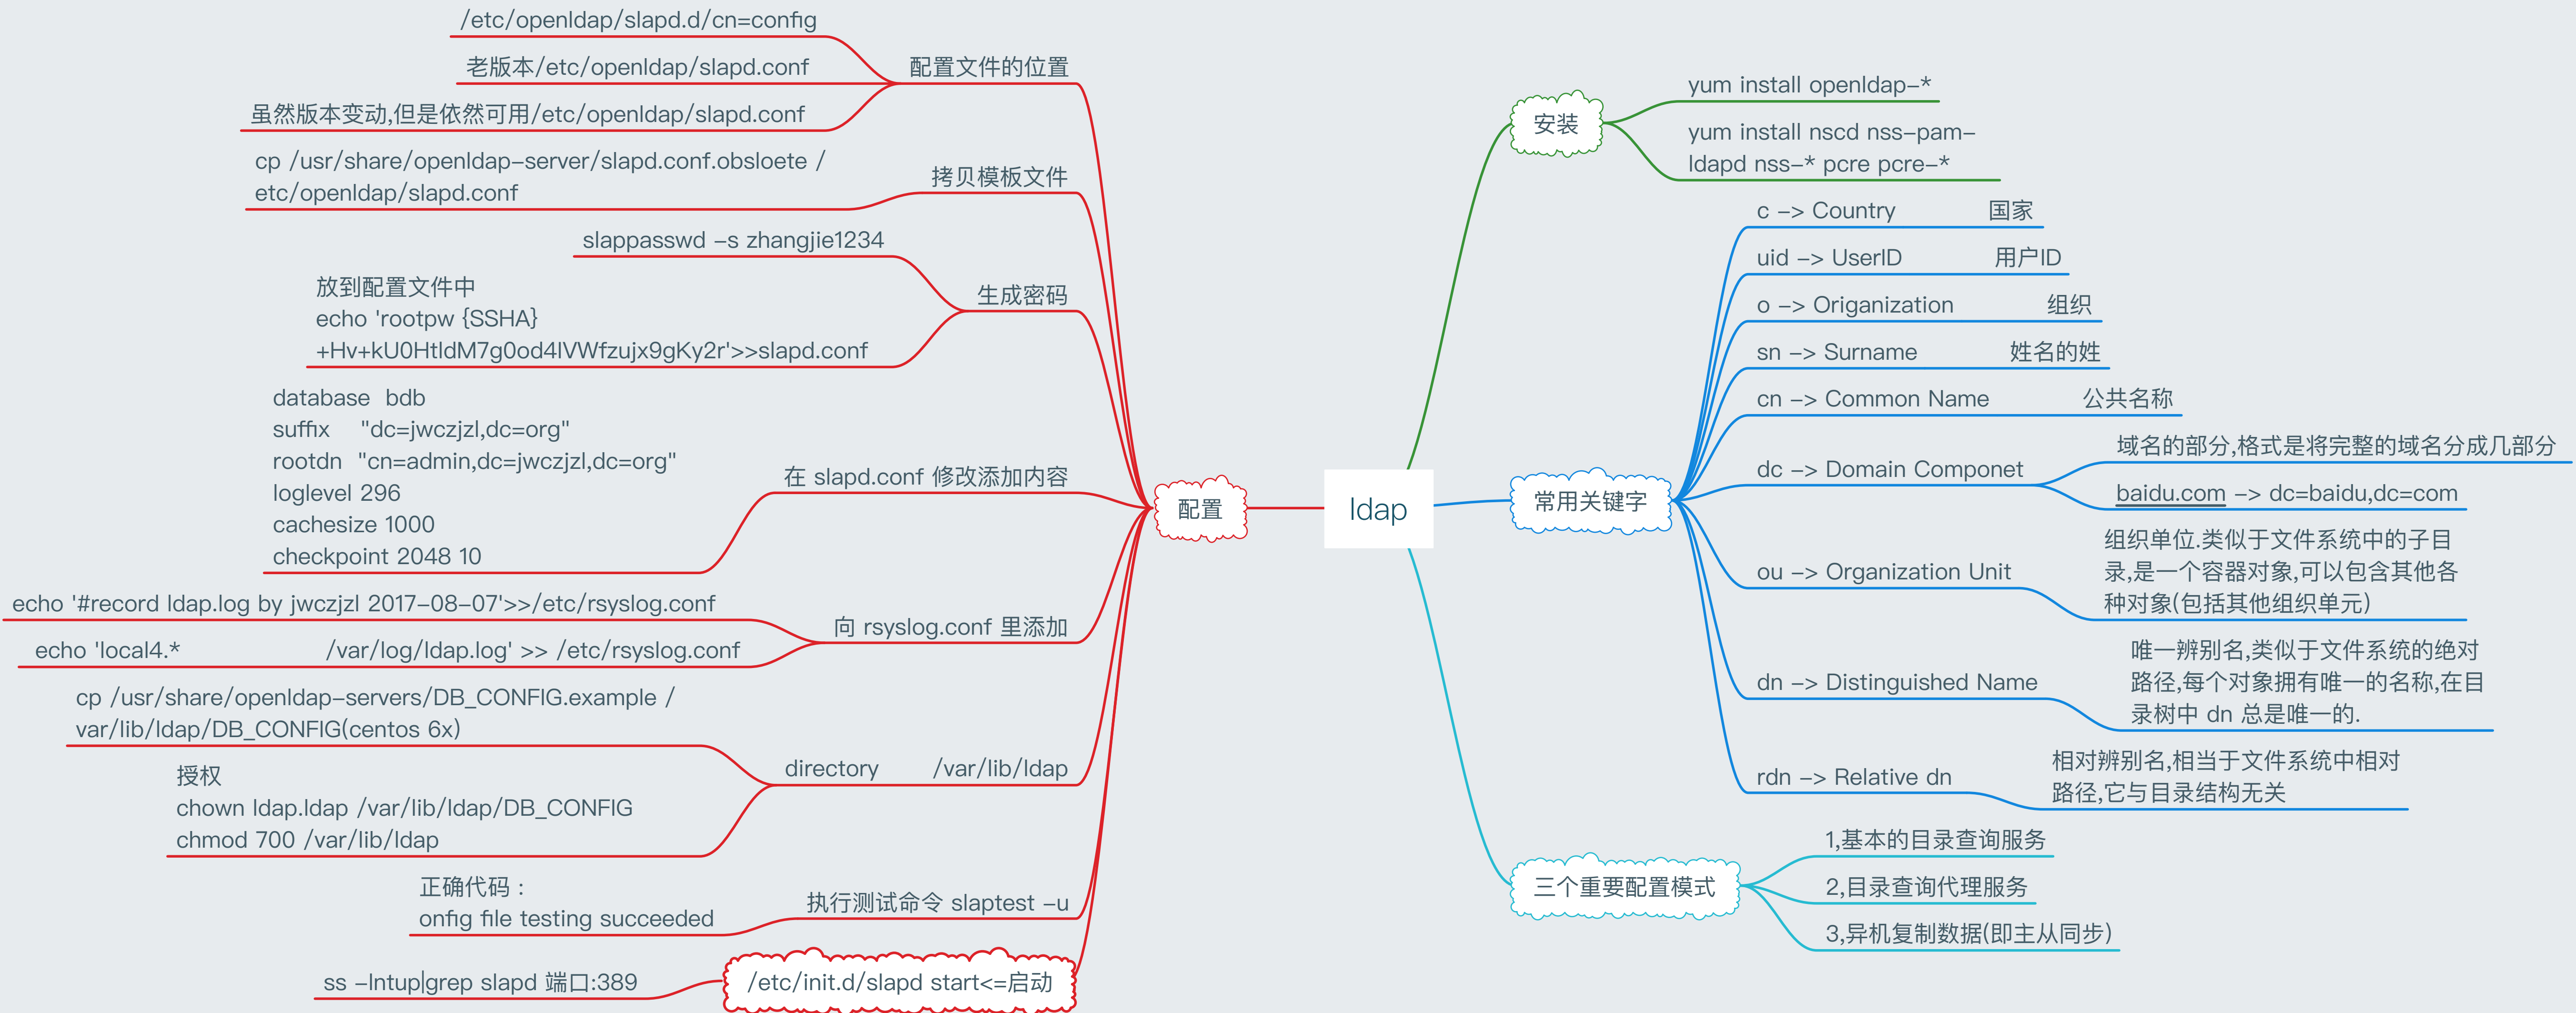 ldap
安装
yum install openldap-*
yum install nscd nss-pam-
ldapd nss-* pcre pcre-*
常用关键字
c -> Country 国家
uid -> UserID 用户ID
o -> Origanization 组织
sn -> Surname 姓名的姓
cn -> Common Name 公共名称
dc -> Domain Componet
域名的部分,格式是将完整的域名分成几部分
baidu.com -> dc=baidu,dc=com
ou -> Organization Unit
组织单位.类似于文件系统中的子目
录,是一个容器对象,可以包含其他各
种对象(包括其他组织单元)
dn -> Distinguished Name
唯一辨别名,类似于文件系统的绝对
路径,每个对象拥有唯一的名称,在目
录树中 dn 总是唯一的.
rdn -> Relative dn
相对辨别名,相当于文件系统中相对
路径,它与目录结构无关
三个重要配置模式
1,基本的目录查询服务
2,目录查询代理服务
3,异机复制数据(即主从同步)
配置
配置文件的位置
/etc/openldap/slapd.d/cn=config
老版本/etc/openldap/slapd.conf
虽然版本变动,但是依然可用/etc/openldap/slapd.conf
拷贝模板文件
cp /usr/share/openldap-server/slapd.conf.obsloete /
etc/openldap/slapd.conf
生成密码
slappasswd -s zhangjie1234
放到配置文件中
echo 'rootpw {SSHA}
+Hv+kU0HtldM7g0od4lVWfzujx9gKy2r'>>slapd.conf
在 slapd.conf 修改添加内容
database bdb
suffix "dc=jwczjzl,dc=org"
rootdn "cn=admin,dc=jwczjzl,dc=org"
loglevel 296
cachesize 1000
checkpoint 2048 10
向 rsyslog.conf 里添加
echo '#record ldap.log by jwczjzl 2017-08-07'>>/etc/rsyslog.conf
echo 'local4.* /var/log/ldap.log' >> /etc/rsyslog.conf
directory /var/lib/ldap
cp /usr/share/openldap-servers/DB_CONFIG.example /
var/lib/ldap/DB_CONFIG(centos 6x)
授权
chown ldap.ldap /var/lib/ldap/DB_CONFIG
chmod 700 /var/lib/ldap
执行测试命令 slaptest -u
正确代码：
onfig file testing succeeded
/etc/init.d/slapd start<=启动
ss -lntup|grep slapd 端口:389